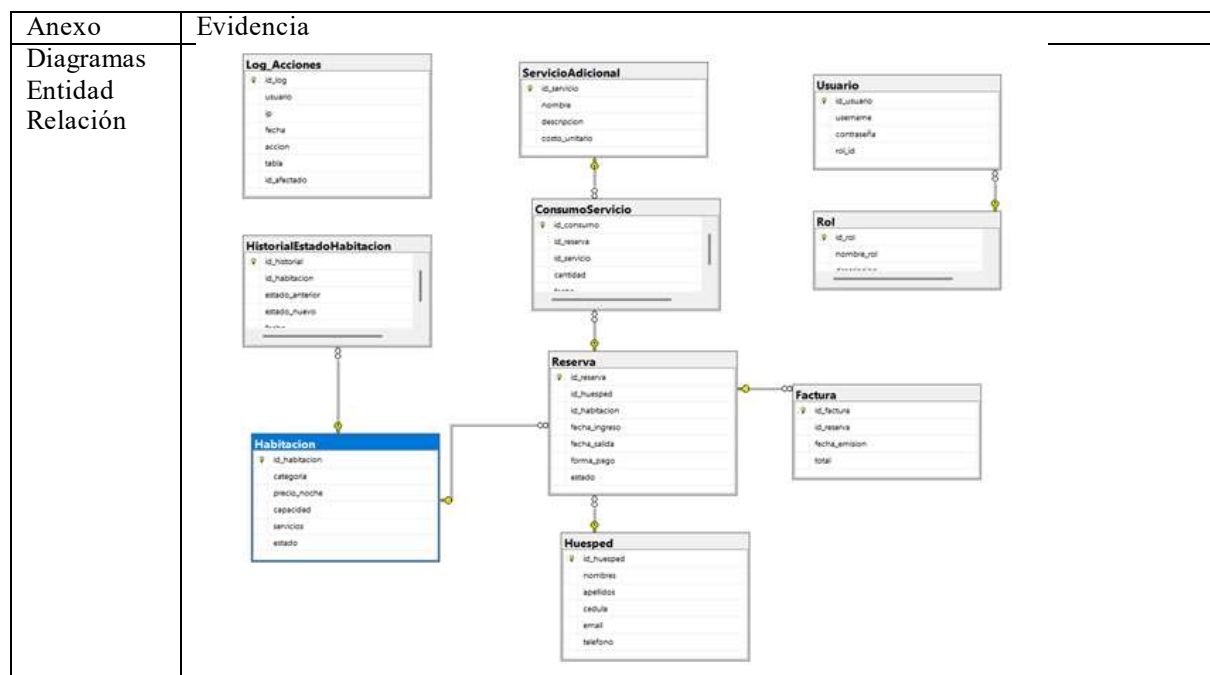 Anexo
Evidencia
Diagramas
Entidad
Relación
Log_Acciones
id_log
usuario
ip
fecha
accion
tabla
id_afectado
ServicioAdicional
id_servicio
nombre
descripcion
costo_unitario
Usuario
id_usuario
username
contraseña
rol_id
ConsumoServicio
id_consumo
id_reserva
id_servicio
cantidad
Rol
id_rol
nombre_rol
HistorialEstadoHabitacion
id_historial
id_habitacion
estado_anterior
estado_nuevo
Reserva
id_reserva
id_huesped
id_habitacion
fecha_ingreso
fecha_salida
forma_pago
estado
Factura
id_factura
id_reserva
fecha_emision
total
Habitacion
id_habitacion
categoria
precio_noche
capacidad
servicios
estado
Huesped
id_huesped
nombres
apellidos
cedula
email
telefono